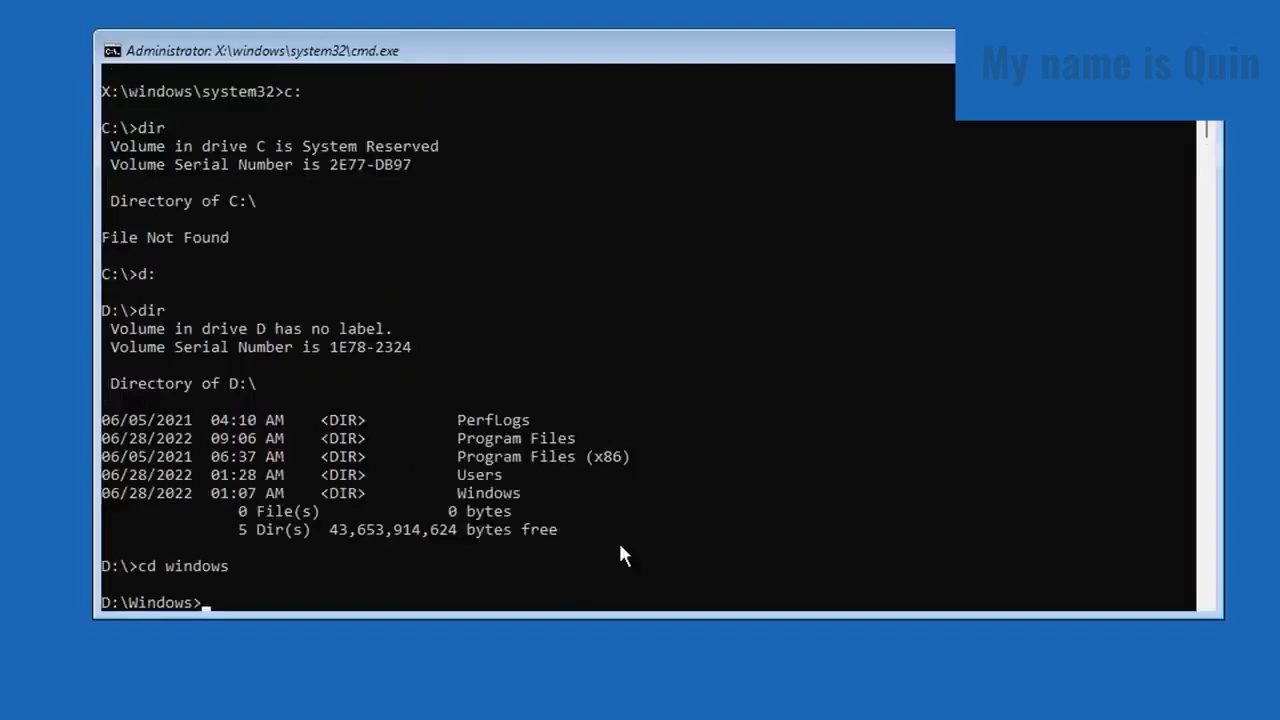 Administrator: X:\windows\system32\cmd.exe
My name is Quin
X:\windows\system32>c:
C:\>dir
Volume in drive C is System Reserved
Volume Serial Number is 2E77-DB97
Directory of C:\
File Not Found
C:\>d:
D:\>dir
Volume in drive D has no label.
Volume Serial Number is 1E78-2324
Directory of D:\
06/05/2021 04:10 AM <DIR> PerfLogs
06/28/2022 09:06 AM <DIR> Program Files
06/05/2021 06:37 AM <DIR> Program Files (x86)
06/28/2022 01:28 AM <DIR> Users
06/28/2022 01:07 AM <DIR> Windows
0 File(s) 0 bytes
5 Dir(s) 43,653,914,624 bytes free
D:\>cd windows
D:\Windows>_